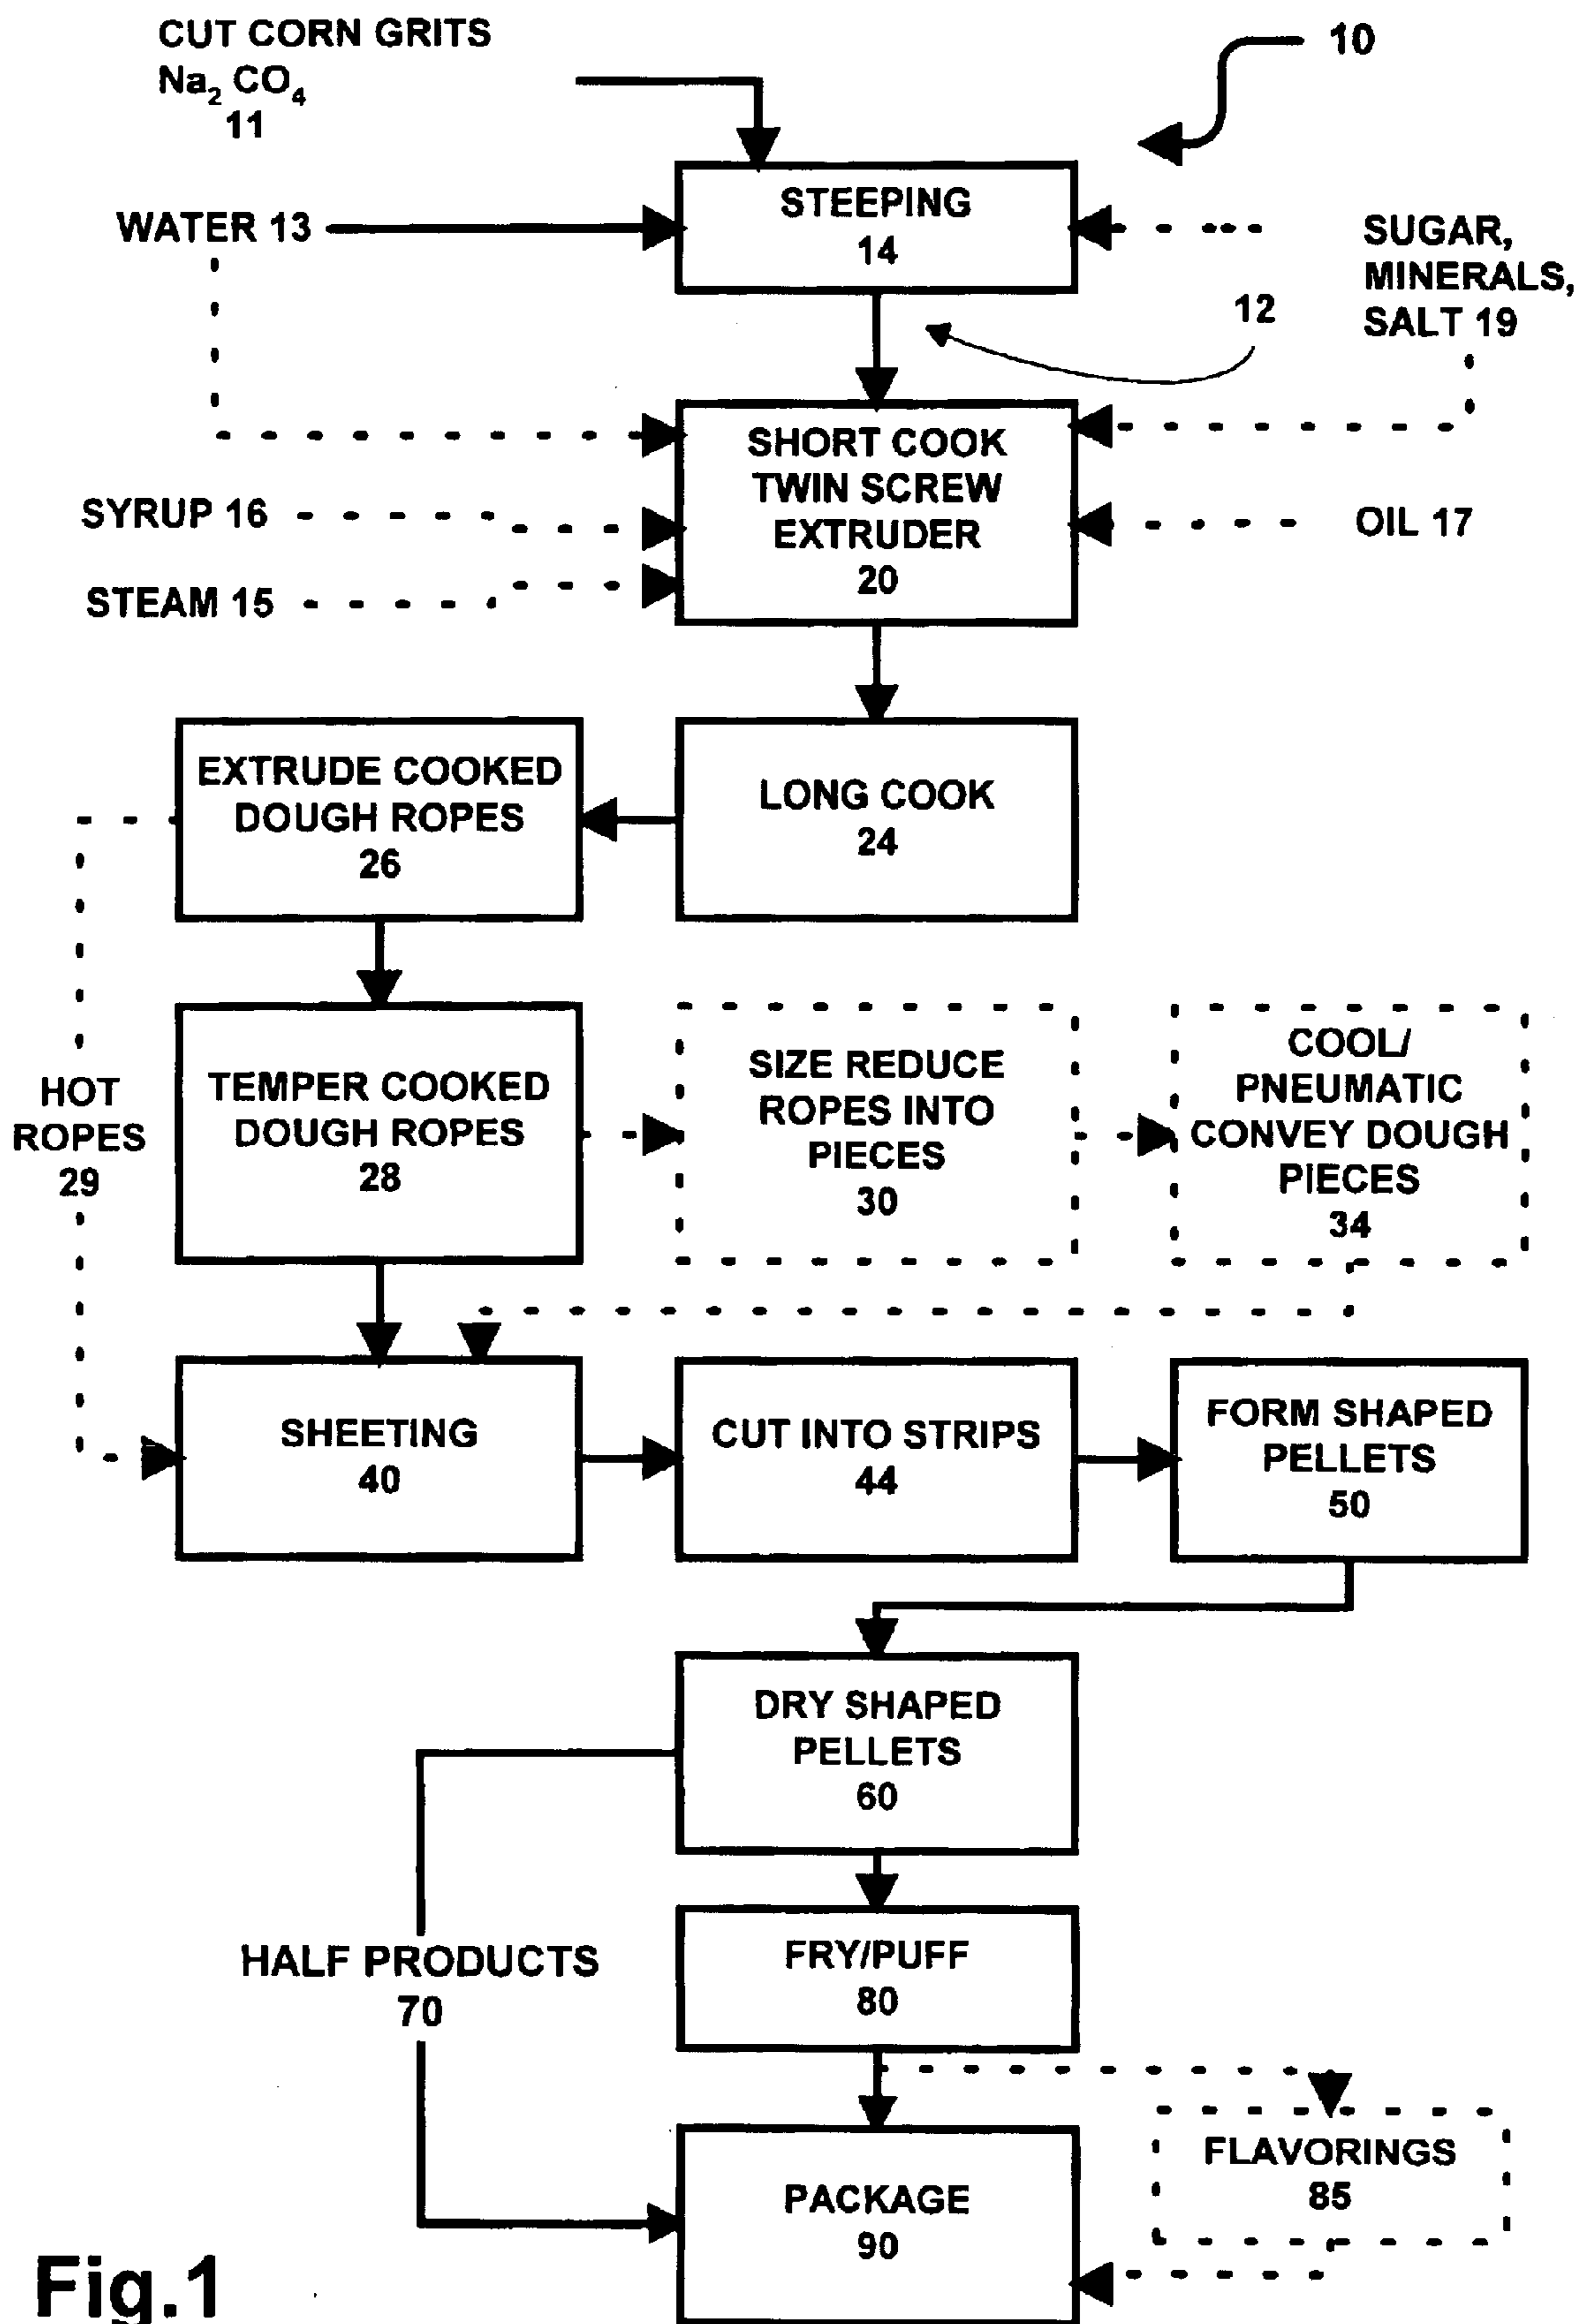 CUT CORN GRITS
Na₂ CO₄
11
10
WATER 13
STEEPING
14
SUGAR,
MINERALS,
SALT 19
12
SHORT COOK
TWIN SCREW
EXTRUDER
20
SYRUP 16
OIL 17
STEAM 15
EXTRUDE COOKED
DOUGH ROPES
26
LONG COOK
24
HOT
ROPES
29
TEMPER COOKED
DOUGH ROPES
28
SIZE REDUCE
ROPES INTO
PIECES
30
COOL/
PNEUMATIC
CONVEY DOUGH
PIECES
34
SHEETING
40
CUT INTO STRIPS
44
FORM SHAPED
PELLETS
50
DRY SHAPED
PELLETS
60
HALF PRODUCTS
70
FRY/PUFF
80
FLAVORINGS
85
PACKAGE
90
Fig.1